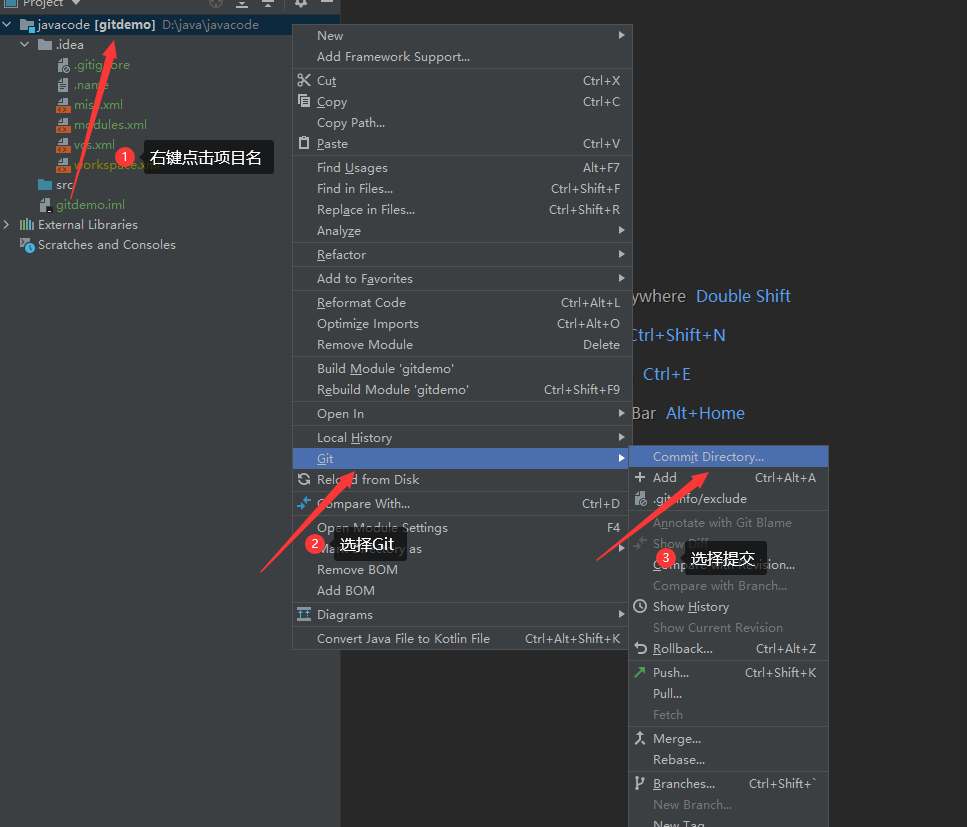 Project
javacode [gitdemo] D:\java\javacode
.idea
.gitignore
.name
misc.xml
modules.xml
vcs.xml
workspace.xml
src
gitdemo.iml
External Libraries
Scratches and Consoles
1 右键点击项目名
New
Add Framework Support...
Cut Ctrl+X
Copy Ctrl+C
Copy Path...
Paste Ctrl+V
Find Usages Alt+F7
Find in Files... Ctrl+Shift+F
Replace in Files... Ctrl+Shift+R
Analyze
Refactor
Add to Favorites
Reformat Code Ctrl+Alt+L
Optimize Imports Ctrl+Alt+O
Remove Module Delete
Build Module 'gitdemo'
Rebuild Module 'gitdemo' Ctrl+Shift+F9
Open In
Local History
Git
Reload from Disk
Compare With... Ctrl+D
Open Module Settings F4
Mark Directory as
Remove BOM
Add BOM
Diagrams
Convert Java File to Kotlin File Ctrl+Alt+Shift+K
2 选择Git
ywhere Double Shift
Ctrl+Shift+N
Ctrl+E
Bar Alt+Home
Commit Directory...
Add Ctrl+Alt+A
.git/info/exclude
Annotate with Git Blame
Show Diff
Compare with Revision...
Compare with Branch...
Show History
Show Current Revision
Rollback... Ctrl+Alt+Z
Push... Ctrl+Shift+K
Pull...
Fetch
Merge...
Rebase...
Branches... Ctrl+Shift+`
New Branch...
New Tag
3 选择提交